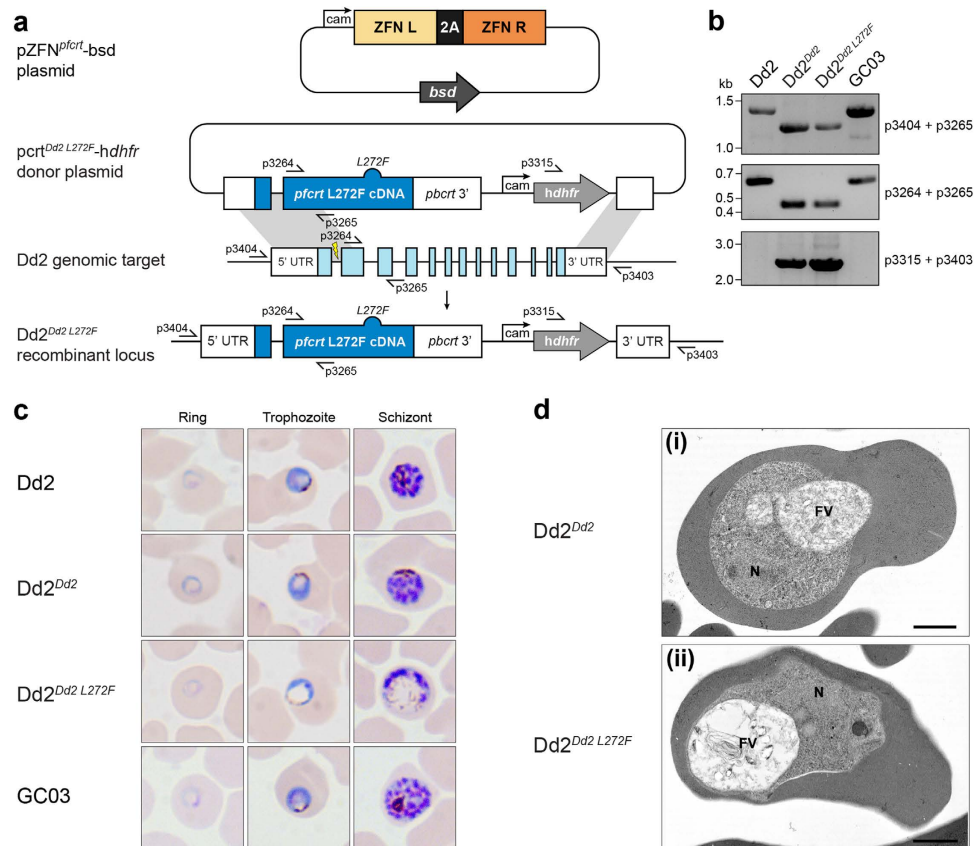 a
pZFN^pfcrt-bsd
plasmid
cam
ZFN L
2A
ZFN R
bsd
pcrt^Dd2 L272F-hdhfr
donor plasmid
p3264
L272F
pfcrt L272F cDNA
pbcrt 3'
p3265
p3315
cam
hdhfr
Dd2 genomic target
p3404
p3264
5' UTR
3' UTR
p3265
p3403
Dd2^Dd2 L272F
recombinant locus
p3404
5' UTR
p3264
L272F
pfcrt L272F cDNA
pbcrt 3'
p3265
p3315
cam
hdhfr
3' UTR
p3403
b
Dd2
Dd2^Dd2
Dd2^Dd2 L272F
GC03
kb
1.5
1.0
p3404 + p3265
0.7
0.5
0.4
p3264 + p3265
3.0
2.0
p3315 + p3403
c
Ring
Trophozoite
Schizont
Dd2
Dd2^Dd2
Dd2^Dd2 L272F
GC03
d
(i)
Dd2^Dd2
FV
N
(ii)
Dd2^Dd2 L272F
N
FV